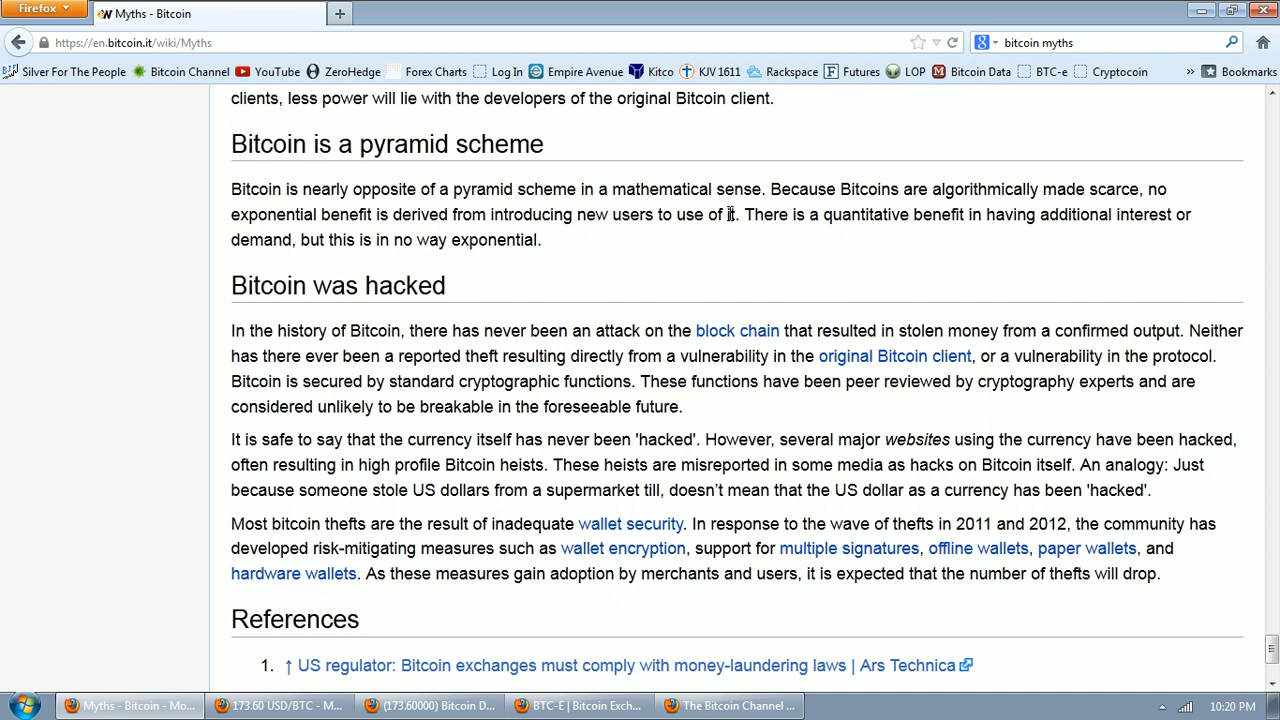 Firefox
Myths - Bitcoin
https://en.bitcoin.it/wiki/Myths
bitcoin myths
Silver For The People Bitcoin Channel YouTube ZeroHedge Forex Charts Log In Empire Avenue Kitco KJV 1611 Rackspace Futures LOP Bitcoin Data BTC-e Cryptocoin » Bookmarks
clients, less power will lie with the developers of the original Bitcoin client.
Bitcoin is a pyramid scheme
Bitcoin is nearly opposite of a pyramid scheme in a mathematical sense. Because Bitcoins are algorithmically made scarce, no
exponential benefit is derived from introducing new users to use of it. There is a quantitative benefit in having additional interest or
demand, but this is in no way exponential.
Bitcoin was hacked
In the history of Bitcoin, there has never been an attack on the block chain that resulted in stolen money from a confirmed output. Neither
has there ever been a reported theft resulting directly from a vulnerability in the original Bitcoin client, or a vulnerability in the protocol.
Bitcoin is secured by standard cryptographic functions. These functions have been peer reviewed by cryptography experts and are
considered unlikely to be breakable in the foreseeable future.
It is safe to say that the currency itself has never been 'hacked'. However, several major websites using the currency have been hacked,
often resulting in high profile Bitcoin heists. These heists are misreported in some media as hacks on Bitcoin itself. An analogy: Just
because someone stole US dollars from a supermarket till, doesn't mean that the US dollar as a currency has been 'hacked'.
Most bitcoin thefts are the result of inadequate wallet security. In response to the wave of thefts in 2011 and 2012, the community has
developed risk-mitigating measures such as wallet encryption, support for multiple signatures, offline wallets, paper wallets, and
hardware wallets. As these measures gain adoption by merchants and users, it is expected that the number of thefts will drop.
References
1. ↑ US regulator: Bitcoin exchanges must comply with money-laundering laws | Ars Technica
Myths - Bitcoin - Mo... 173.60 USD/BTC - M... (173.60000) Bitcoin D... BTC-E | Bitcoin Exch... The Bitcoin Channel ... 10:20 PM